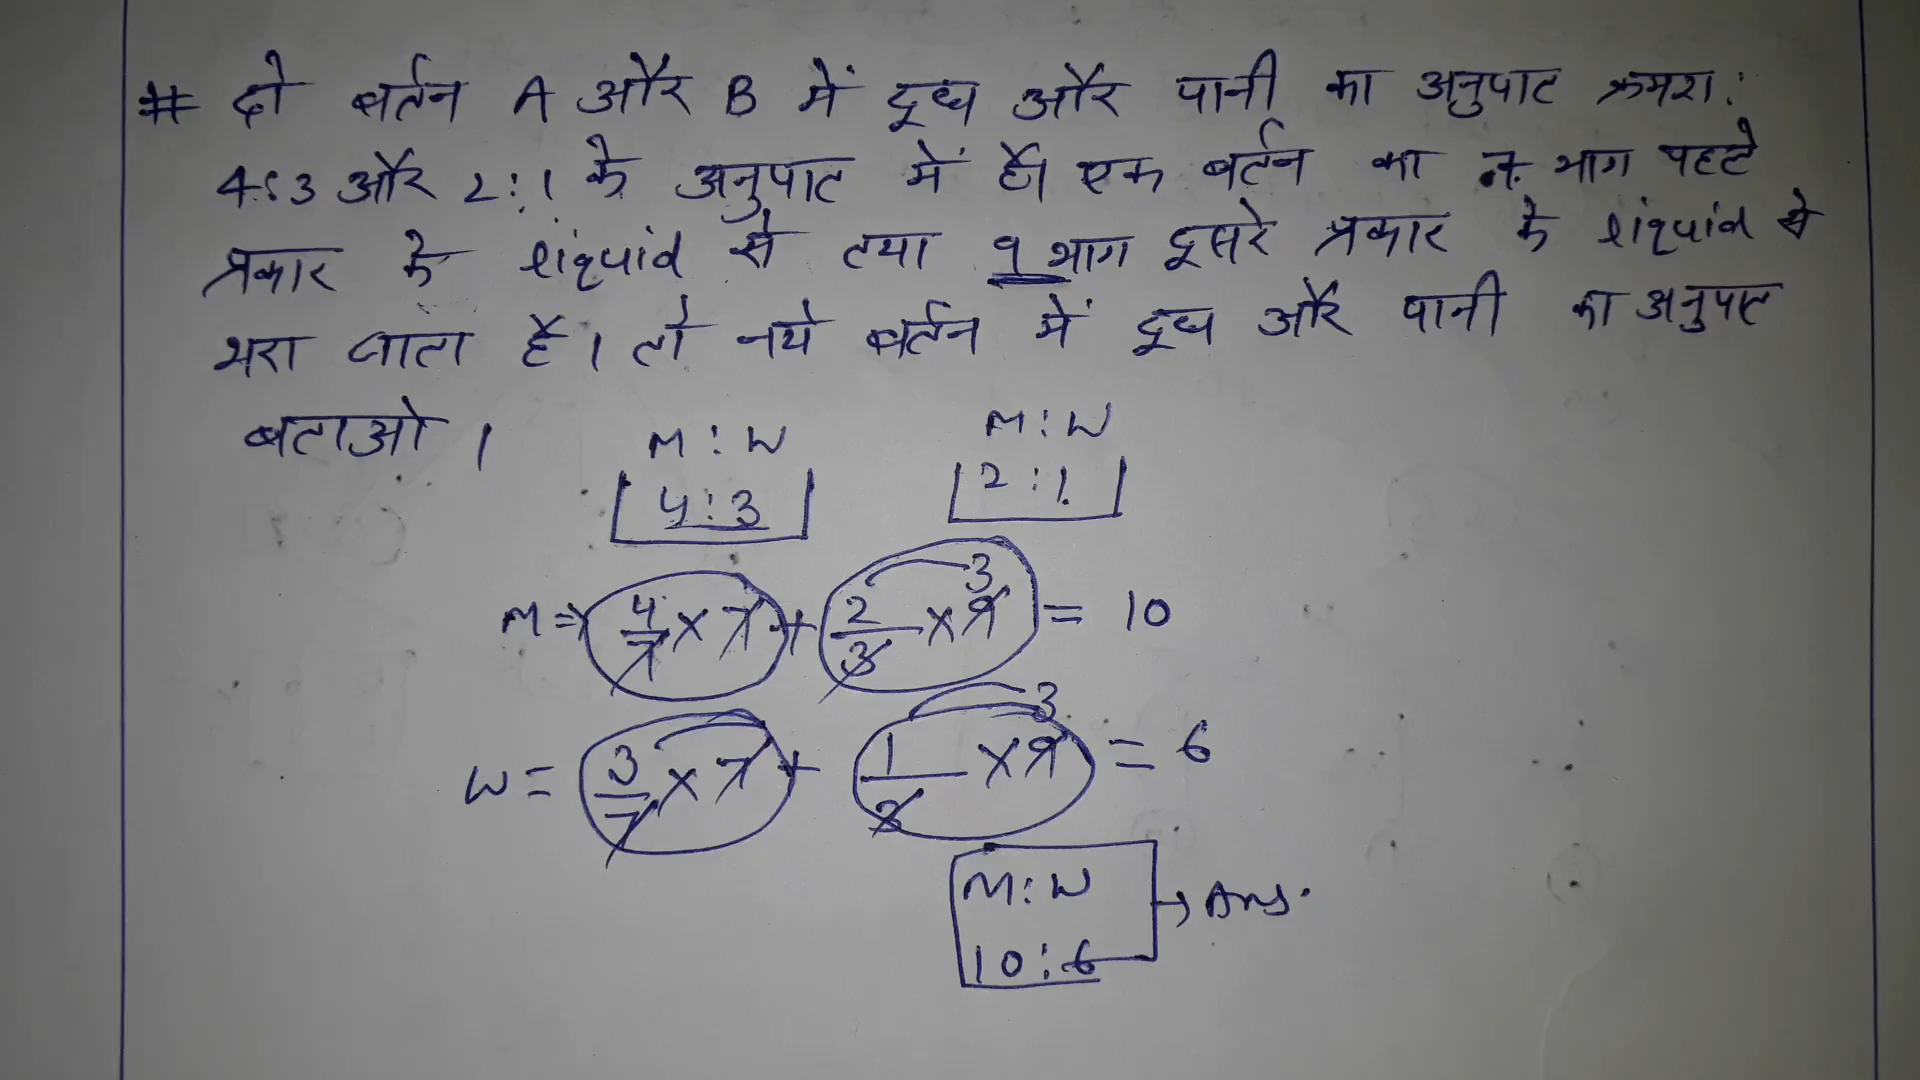 # दो बर्तन A और B में दूध और पानी का अनुपात क्रमश:
4:3 और 2:1 के अनुपात में है। एक बर्तन का 7 भाग पहले
प्रकार के liquid से तथा 9 भाग दूसरे प्रकार के liquid से
भरा जाता है। तो नये बर्तन में दूध और पानी का अनुपात
बताओ।
M : W M : W
4 : 3 2 : 1
M ⇒ 4/7 × 7 + 2/3 × 9 3 = 10
W = 3/7 × 7 + 1/3 × 9 3 = 6
M : W → Ans.
10 : 6